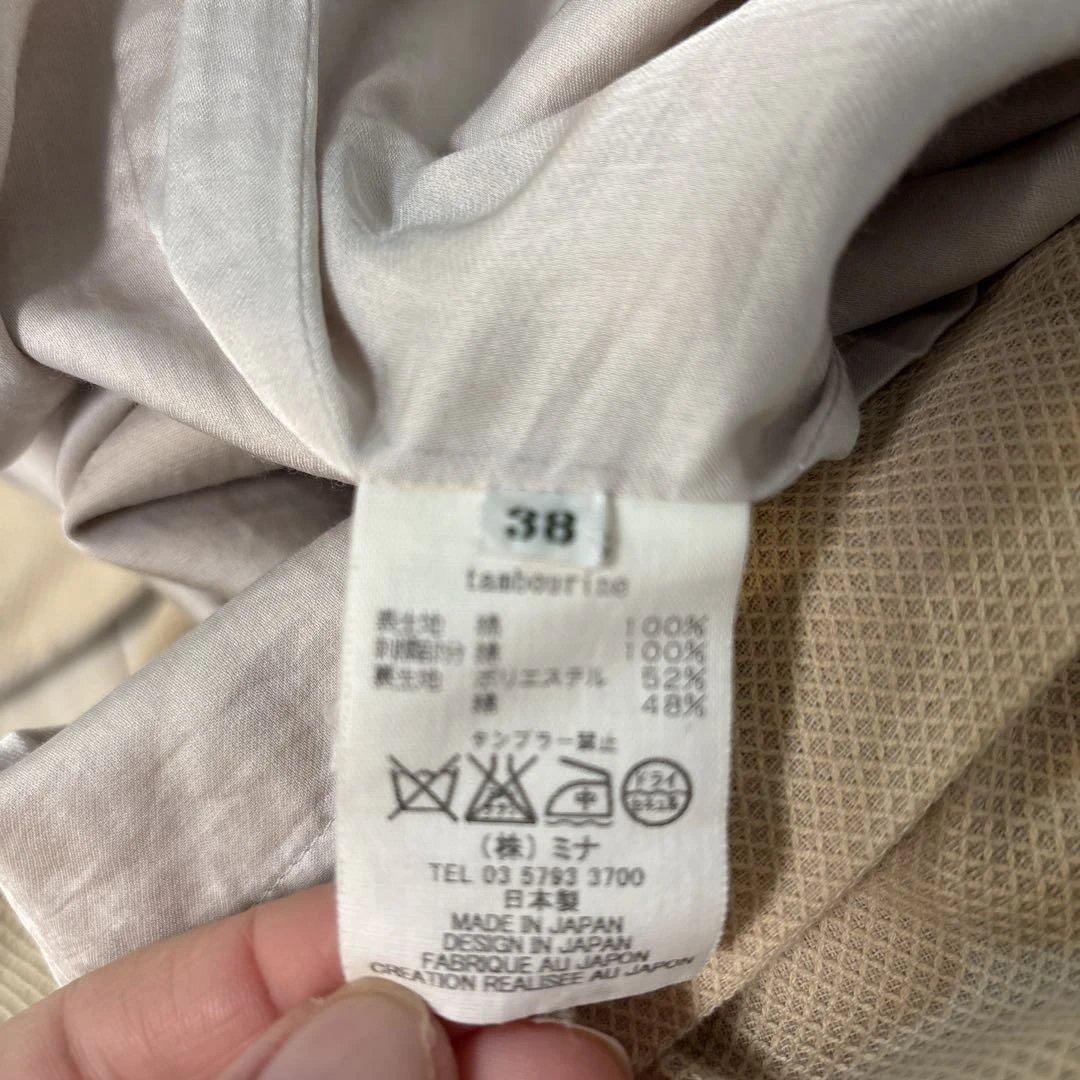 38
tambourine
表生地 綿 100%
刺繍部分 綿 100%
裏生地 ポリエステル 52%
綿 48%
タンブラー禁止
中
ドライ
(株) ミナ
TEL 03 5793 3700
日本製
MADE IN JAPAN
DESIGN IN JAPAN
FABRIQUE AU JAPON
CREATION REALISEE AU JAPON